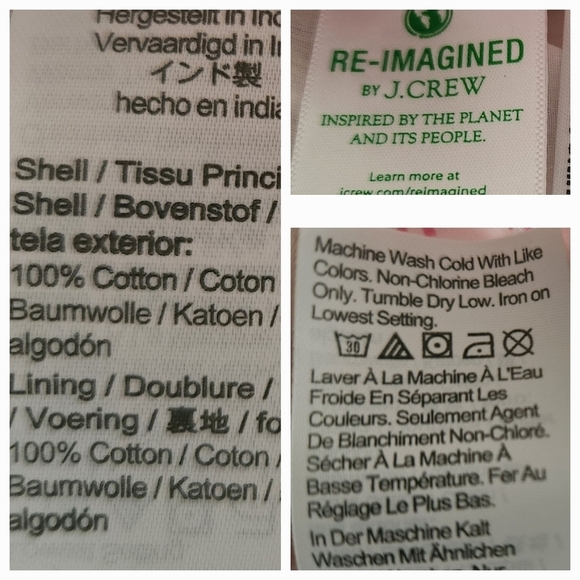 Hergestellt in Ind
Vervaardigd in I
インド製
hecho en india
Shell / Tissu Princi
Shell / Bovenstof /
tela exterior:
100% Cotton / Coton
Baumwolle / Katoen /
algodón
Lining / Doublure /
/ Voering / 裏地 / fo
100% Cotton / Coton /
Baumwolle / Katoen /
algodón
RE-IMAGINED
BY J.CREW
INSPIRED BY THE PLANET
AND ITS PEOPLE.
Learn more at
jcrew.com/reimagined
Machine Wash Cold With Like
Colors. Non-Chlorine Bleach
Only. Tumble Dry Low. Iron on
Lowest Setting.
30
Laver À La Machine À L'Eau
Froide En Séparant Les
Couleurs. Seulement Agent
De Blanchiment Non-Chloré.
Sécher À La Machine À
Basse Température. Fer Au
Réglage Le Plus Bas.
In Der Maschine Kalt
Waschen Mit Ähnlichen